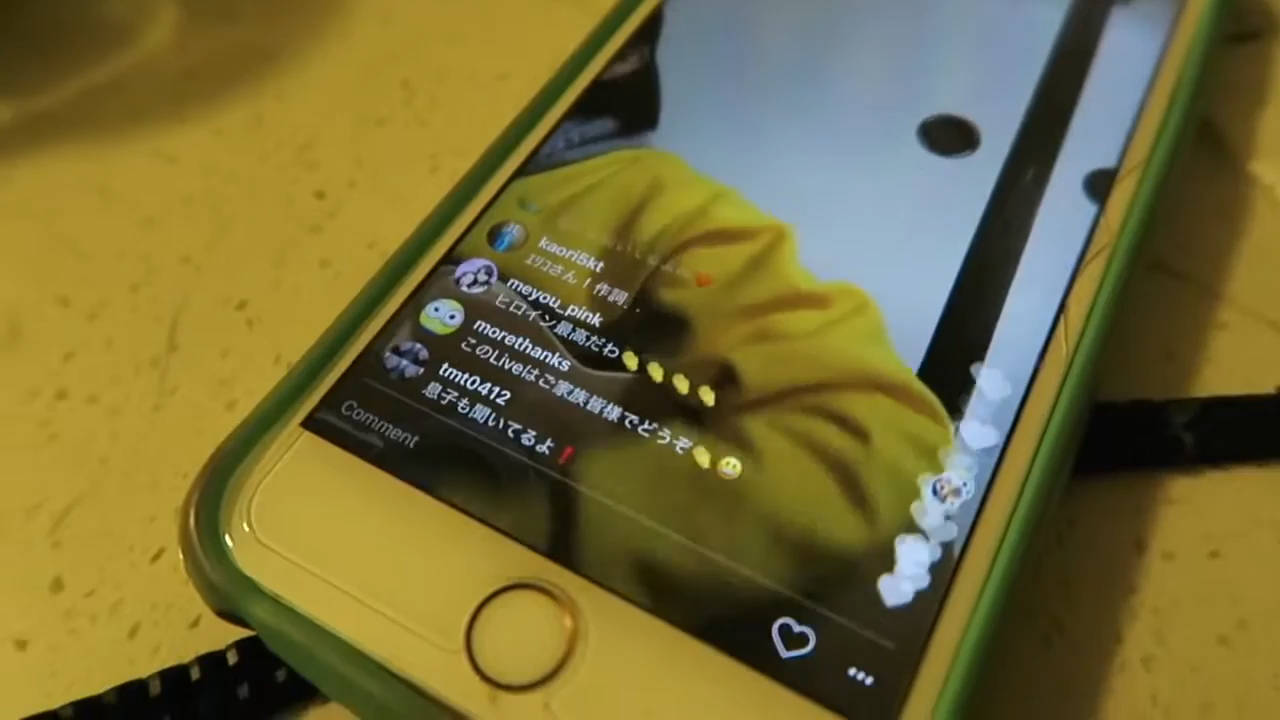 kaori5kt
ｴﾘｺさん！作詞...
meyou_pink
ヒロイン最高だわ👏👏👏👏
morethanks
このLiveはご家族皆様でどうぞ👏😃
tmt0412
息子も聞いてるよ❗
Comment